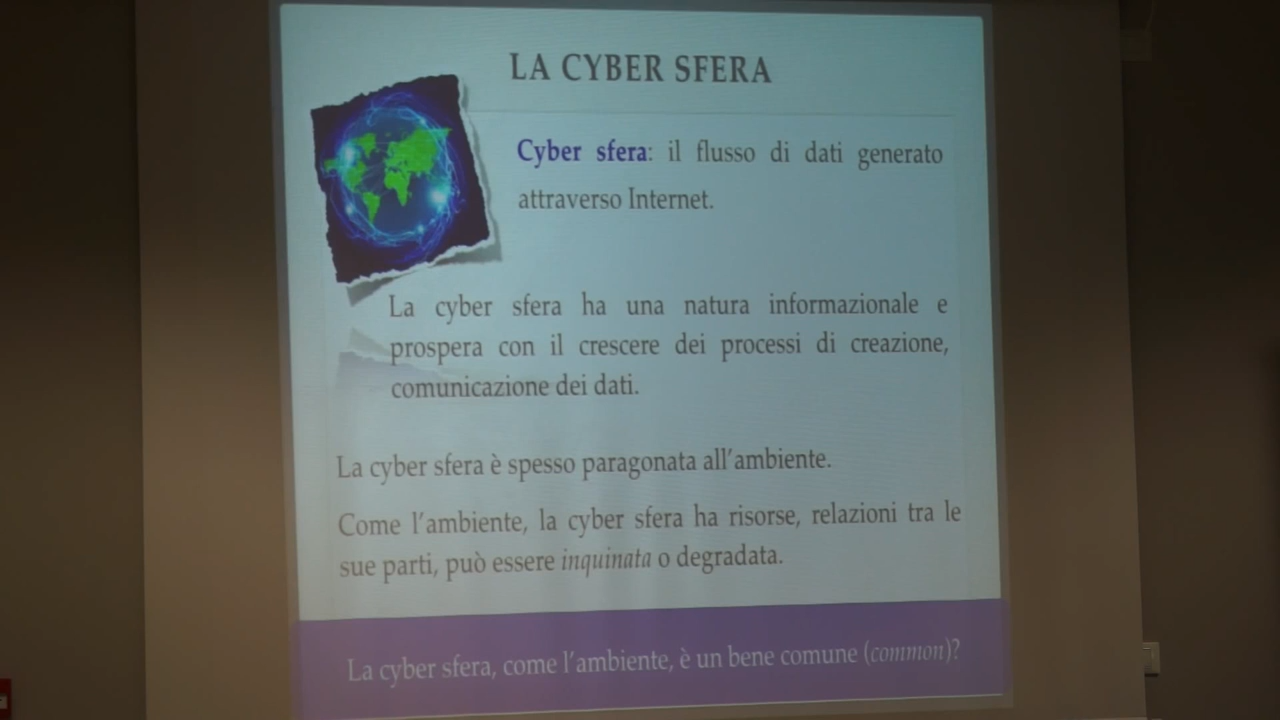 LA CYBER SFERA
Cyber sfera: il flusso di dati generato
attraverso Internet.
La cyber sfera ha una natura informazionale e
prospera con il crescere dei processi di creazione,
comunicazione dei dati.
La cyber sfera è spesso paragonata all'ambiente.
Come l'ambiente, la cyber sfera ha risorse, relazioni tra le
sue parti, può essere inquinata o degradata.
La cyber sfera, come l'ambiente, è un bene comune (common)?